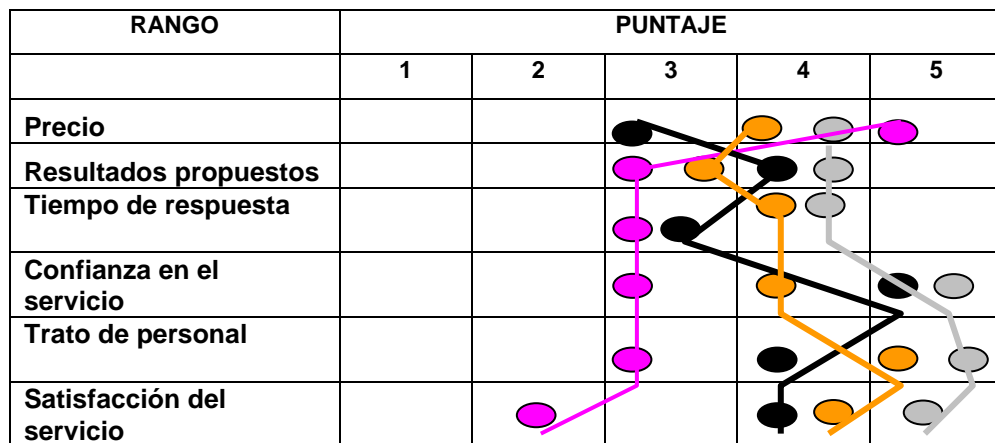 RANGO PUNTAJE
1 2 3 4 5
Precio
Resultados propuestos
Tiempo de respuesta
Confianza en el
servicio
Trato de personal
Satisfacción del
servicio